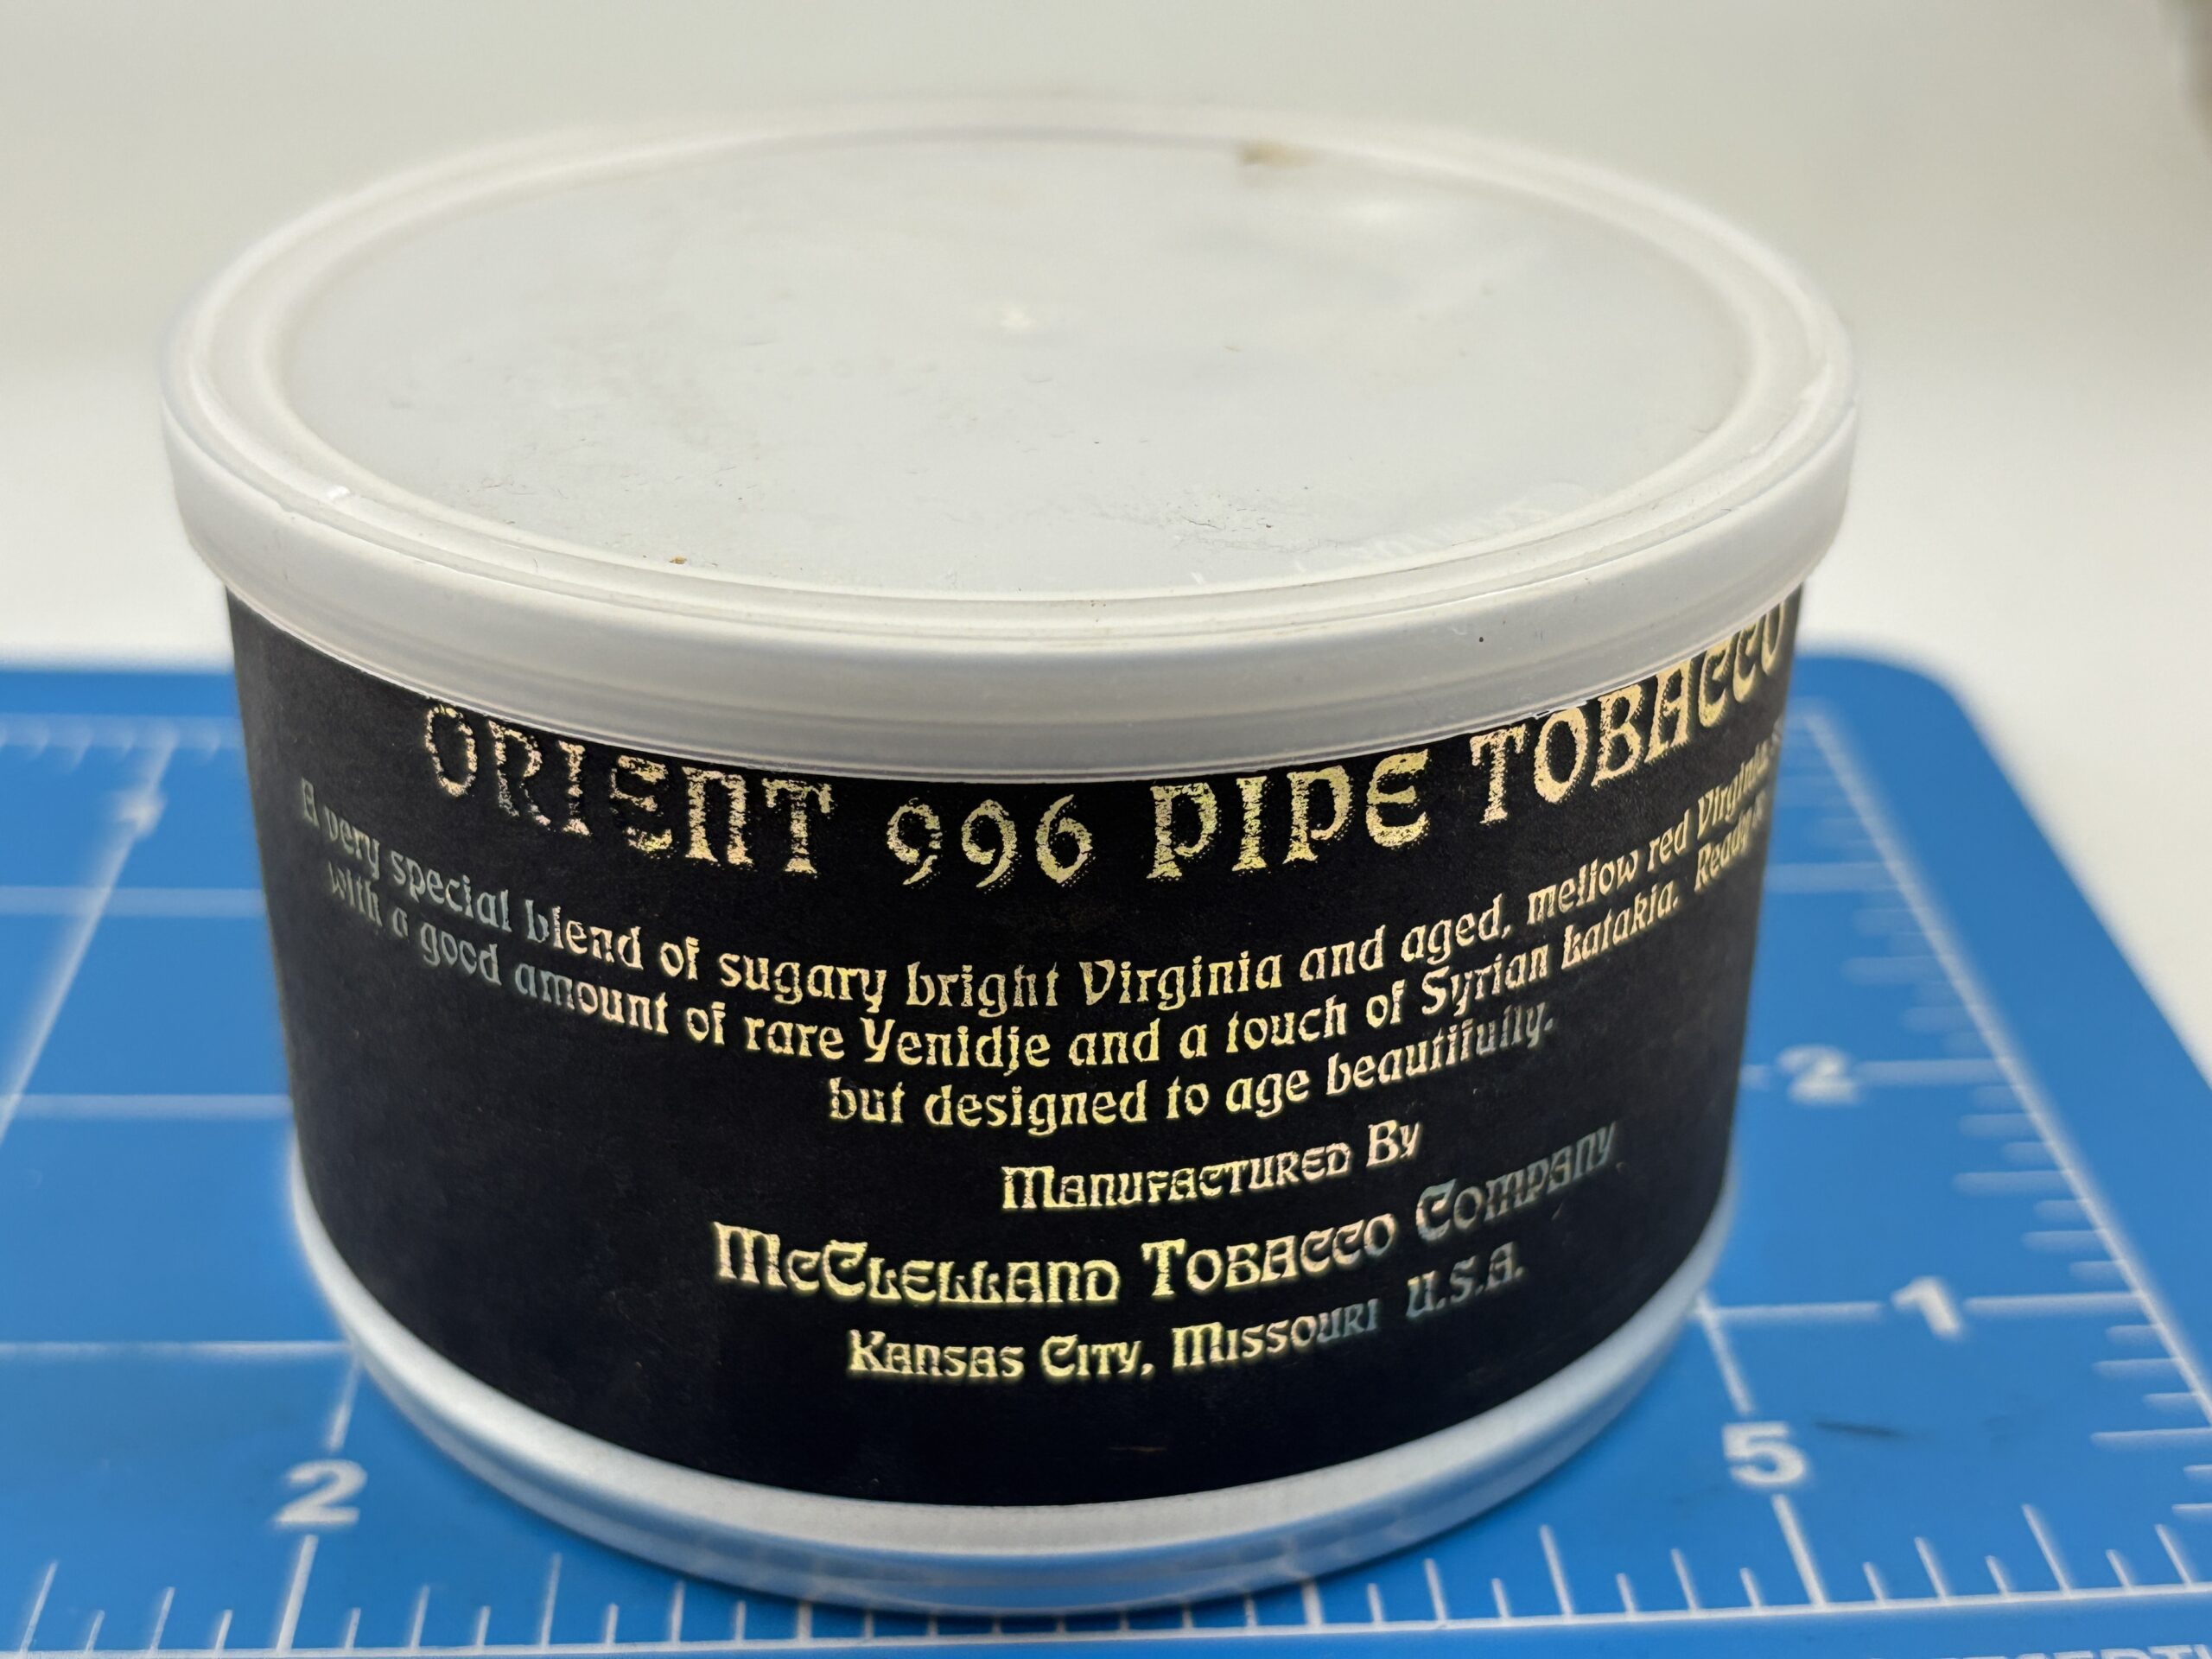 ORIENT 996 PIPE TOBACCO
A very special blend of sugary bright Virginia and aged, mellow red Virginias
with a good amount of rare Yenidje and a touch of Syrian Latakia. Ready
but designed to age beautifully.
MANUFACTURED BY
MCCLELLAND TOBACCO COMPANY
KANSAS CITY, MISSOURI U.S.A.
2
1
2
5